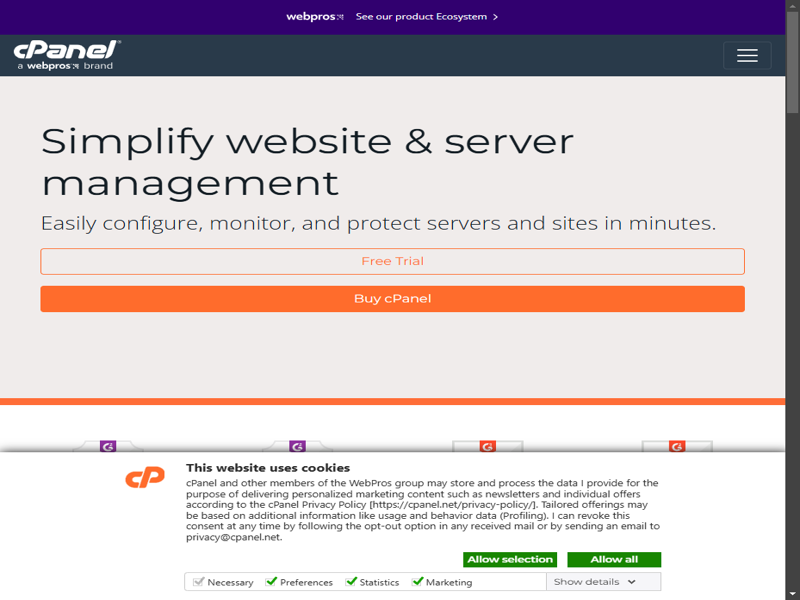 webpros See our product Ecosystem
cPanel
a webpros brand
Simplify website & server
management
Easily configure, monitor, and protect servers and sites in minutes.
Free Trial
Buy cPanel
This website uses cookies
cPanel and other members of the WebPros group may store and process the data I provide for the
purpose of delivering personalized marketing content such as newsletters and individual offers
according to the cPanel Privacy Policy [https://cpanel.net/privacy-policy/]. Tailored offerings may
be based on additional information like usage and behavior data (Profiling). I can revoke this
consent at any time by following the opt-out option in any received mail or by sending an email to
privacy@cpanel.net.
Allow selection Allow all
Necessary Preferences Statistics Marketing Show details